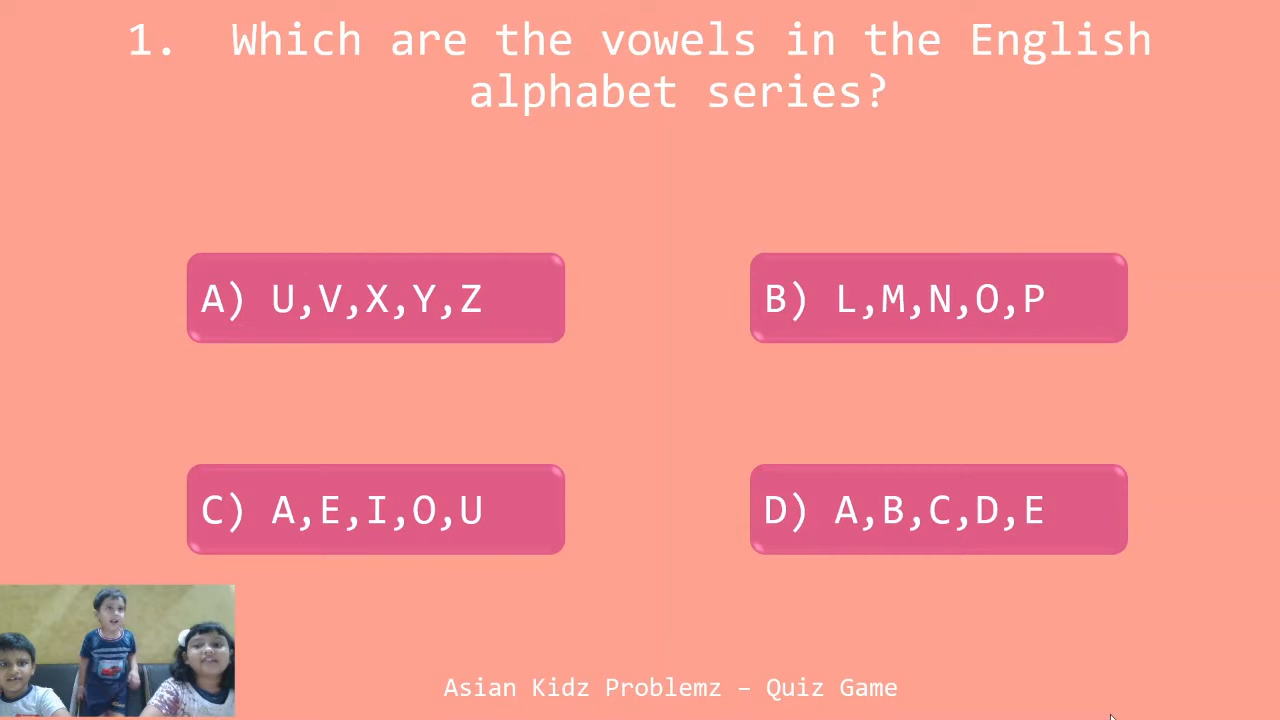 1. Which are the vowels in the English
alphabet series?
A) U,V,X,Y,Z
B) L,M,N,O,P
C) A,E,I,O,U
D) A,B,C,D,E
Asian Kidz Problemz – Quiz Game